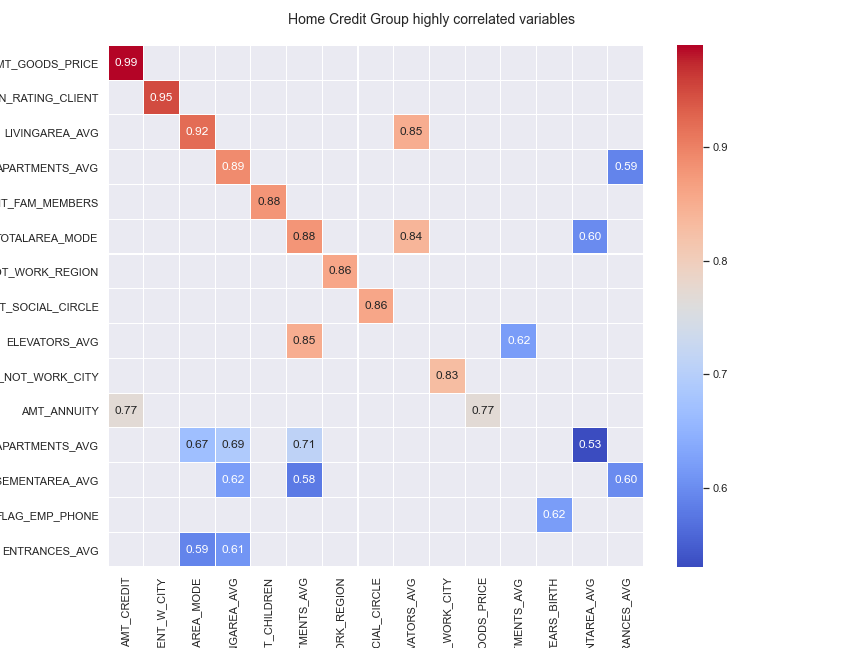 Home Credit Group highly correlated variables
MT_GOODS_PRICE 0.99
N_RATING_CLIENT 0.95
LIVINGAREA_AVG 0.92 0.85
APARTMENTS_AVG 0.89 0.59
T_FAM_MEMBERS 0.88
TOTALAREA_MODE 0.88 0.84 0.60
OT_WORK_REGION 0.86
T_SOCIAL_CIRCLE 0.86
ELEVATORS_AVG 0.85 0.62
_NOT_WORK_CITY 0.83
AMT_ANNUITY 0.77 0.77
APARTMENTS_AVG 0.67 0.69 0.71 0.53
SEMENTAREA_AVG 0.62 0.58 0.60
FLAG_EMP_PHONE 0.62
ENTRANCES_AVG 0.59 0.61
0.9
0.8
0.7
0.6
AMT_CREDIT
ENT_W_CITY
AREA_MODE
NGAREA_AVG
T_CHILDREN
TMENTS_AVG
ORK_REGION
CIAL_CIRCLE
VATORS_AVG
_WORK_CITY
OODS_PRICE
TMENTS_AVG
YEARS_BIRTH
NTAREA_AVG
RANCES_AVG